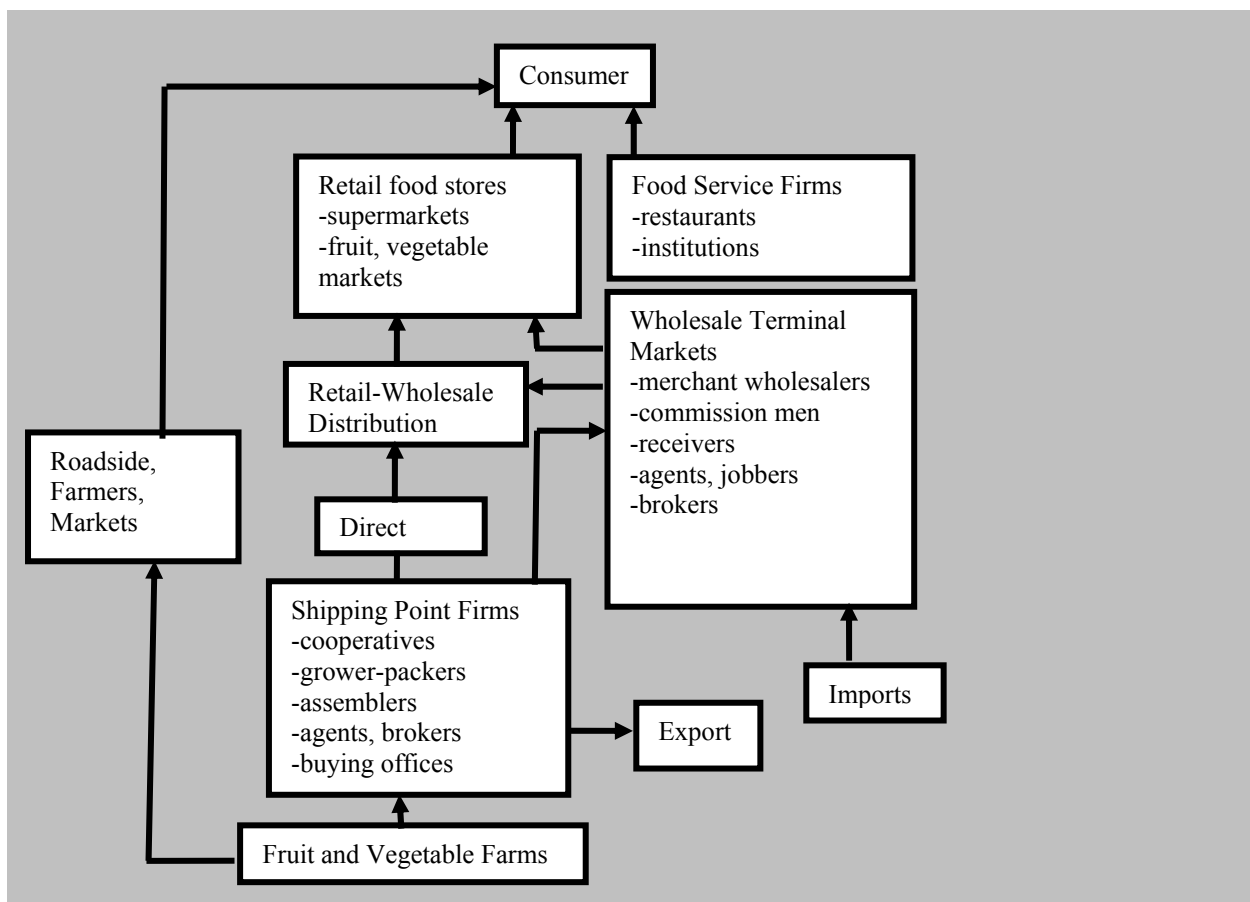 Consumer
Retail food stores
-supermarkets
-fruit, vegetable
markets
Food Service Firms
-restaurants
-institutions
Wholesale Terminal
Markets
-merchant wholesalers
-commission men
-receivers
-agents, jobbers
-brokers
Retail-Wholesale
Distribution
Roadside,
Farmers,
Markets
Direct
Shipping Point Firms
-cooperatives
-grower-packers
-assemblers
-agents, brokers
-buying offices
Imports
Export
Fruit and Vegetable Farms